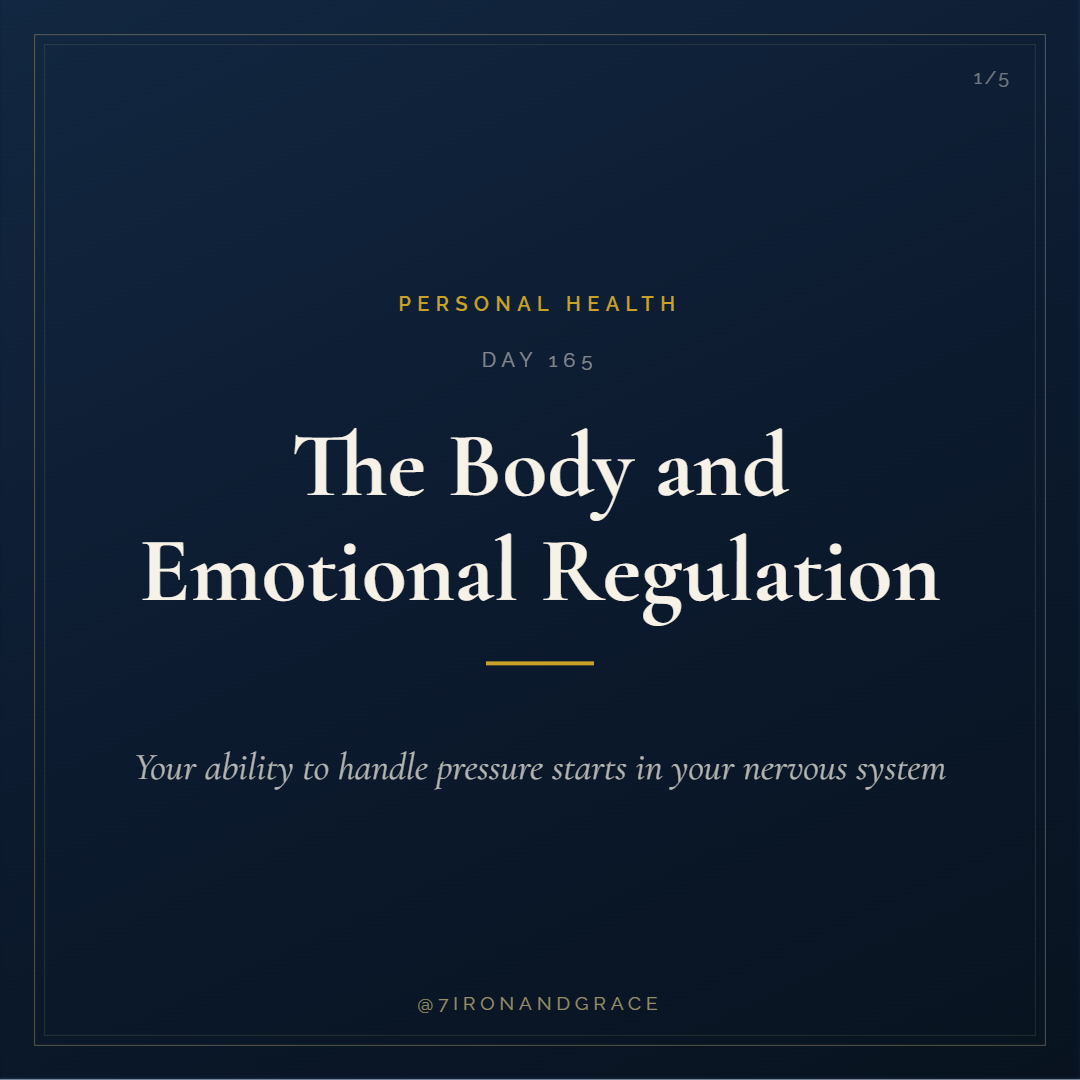 1/5
PERSONAL HEALTH
DAY 165
The Body and
Emotional Regulation
Your ability to handle pressure starts in your nervous system
@7IRONANDGRACE